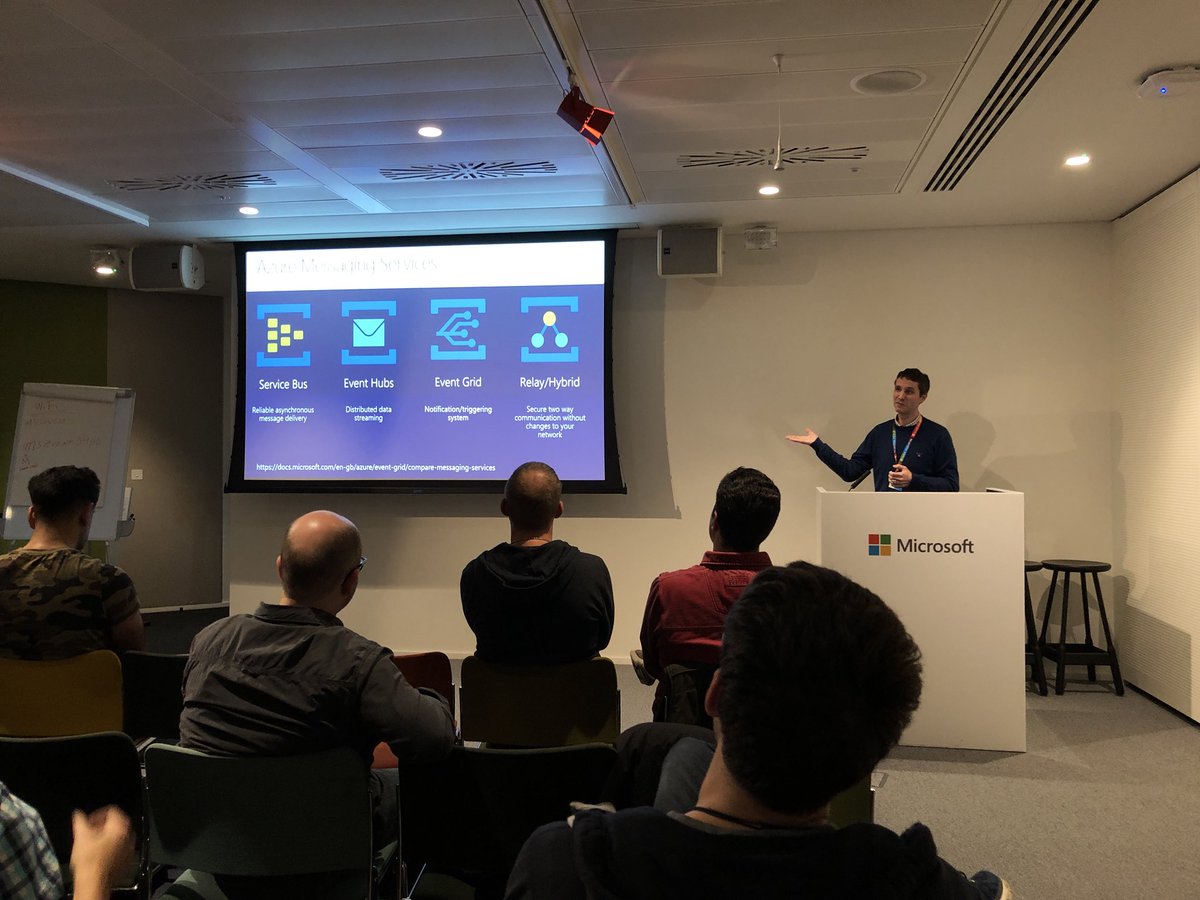 Azure Messaging Services
Service Bus
Event Hubs
Event Grid
Relay/Hybrid
Reliable asynchronous
message delivery
Distributed data
streaming
Notification/triggering
system
Secure two way
communication without
changes to your
network
https://docs.microsoft.com/en-gb/azure/event-grid/compare-messaging-services
WiFi
Microsoft